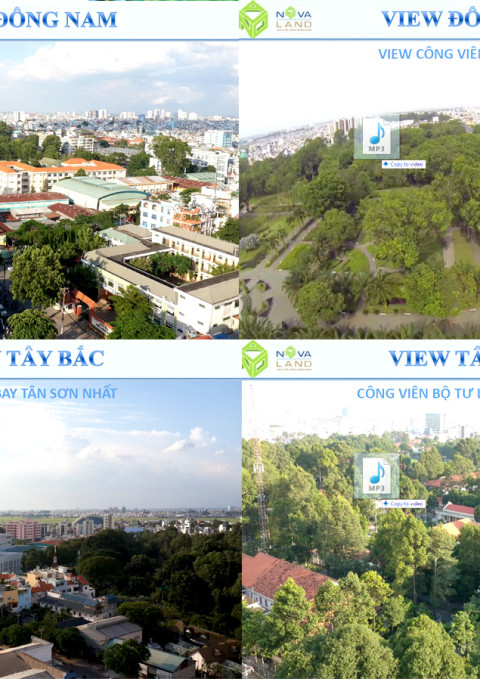 ĐÔNG NAM
NOVA
LAND
VIEW ĐÔ
VIEW CÔNG VIÊN
MP3
Copy to video
TÂY BẮC
BAY TÂN SƠN NHẤT
NOVA
LAND
VIEW TÂ
CÔNG VIÊN BỘ TƯ L
MP3
Copy to video